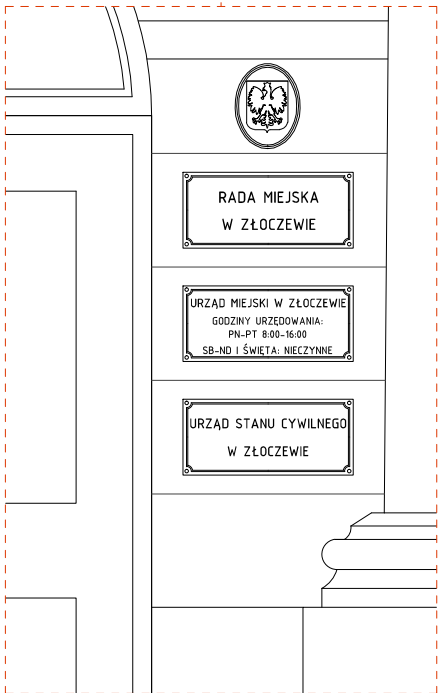 RADA MIEJSKA
W ZŁOCZEWIE
URZĄD MIEJSKI W ZŁOCZEWIE
GODZINY URZĘDOWANIA:
PN-PT 8:00-16:00
SB-ND I ŚWIĘTA: NIECZYNNE
URZĄD STANU CYWILNEGO
W ZŁOCZEWIE